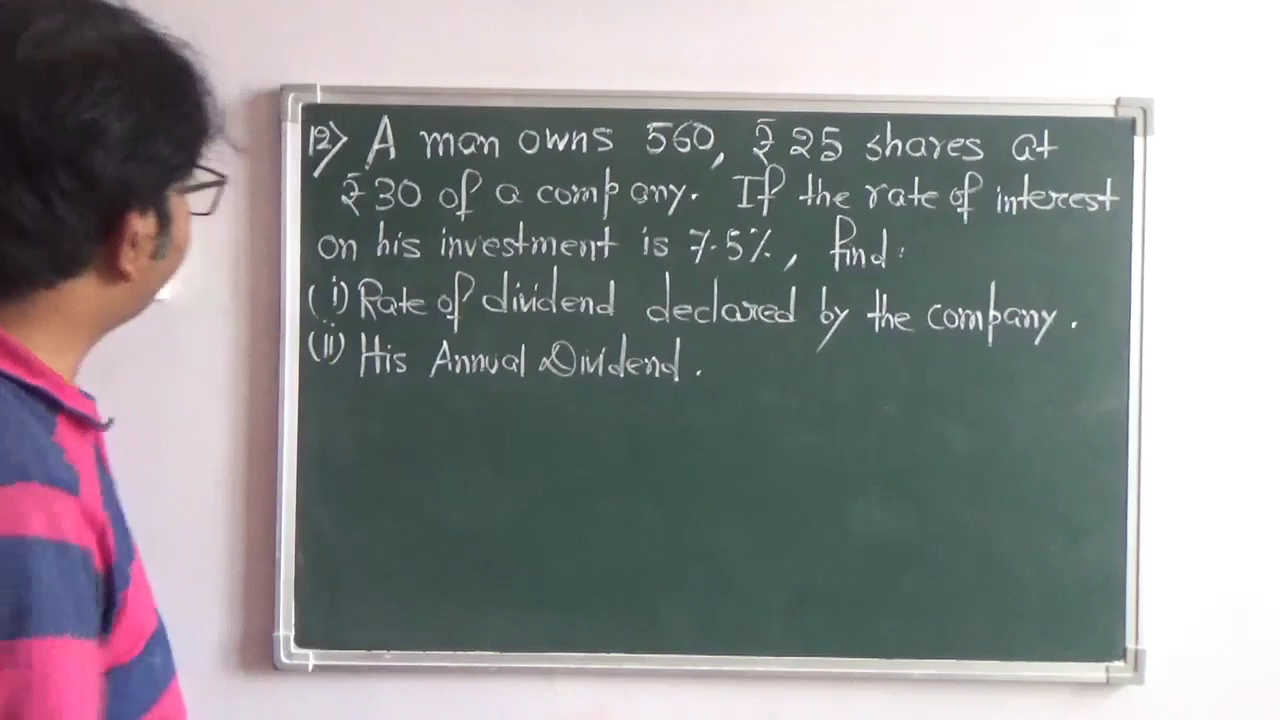 12) A man owns 560, ₹25 shares at
₹30 of a company. If the rate of interest
on his investment is 7.5%, find:
(i) Rate of dividend declared by the company.
(ii) His Annual Dividend.